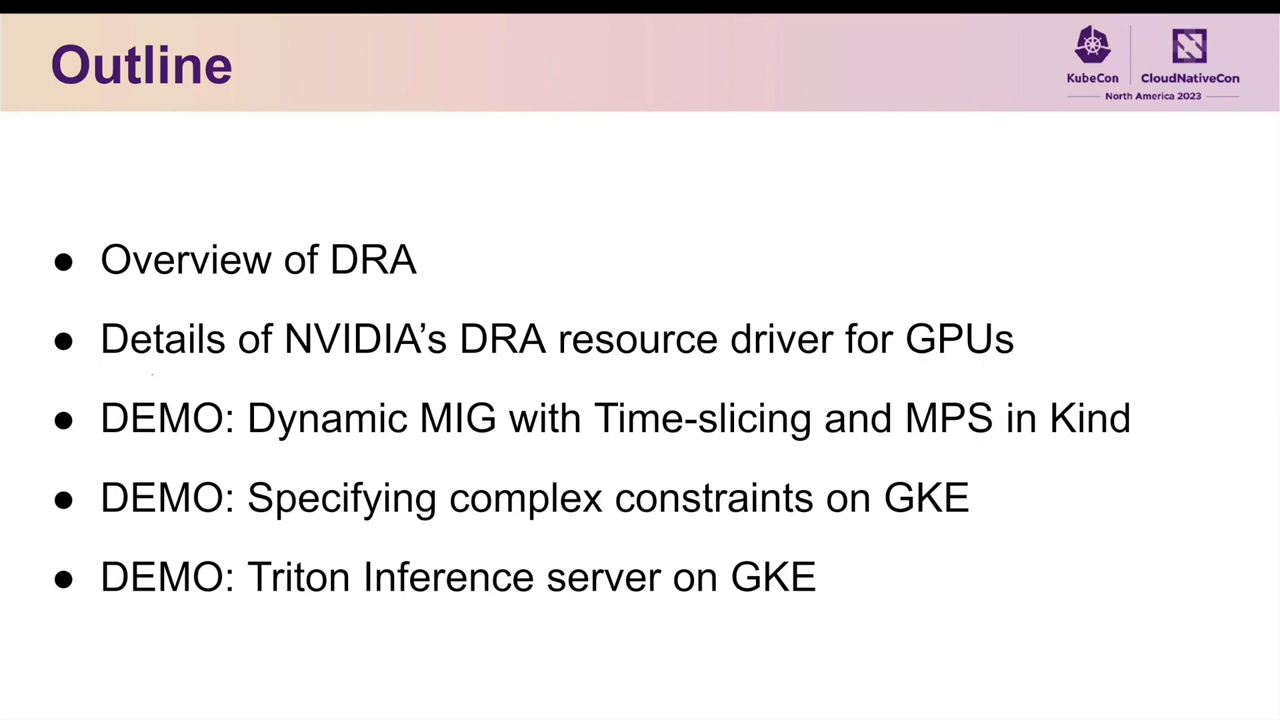 Outline
KubeCon
CloudNativeCon
North America 2023
● Overview of DRA
● Details of NVIDIA’s DRA resource driver for GPUs
● DEMO: Dynamic MIG with Time-slicing and MPS in Kind
● DEMO: Specifying complex constraints on GKE
● DEMO: Triton Inference server on GKE